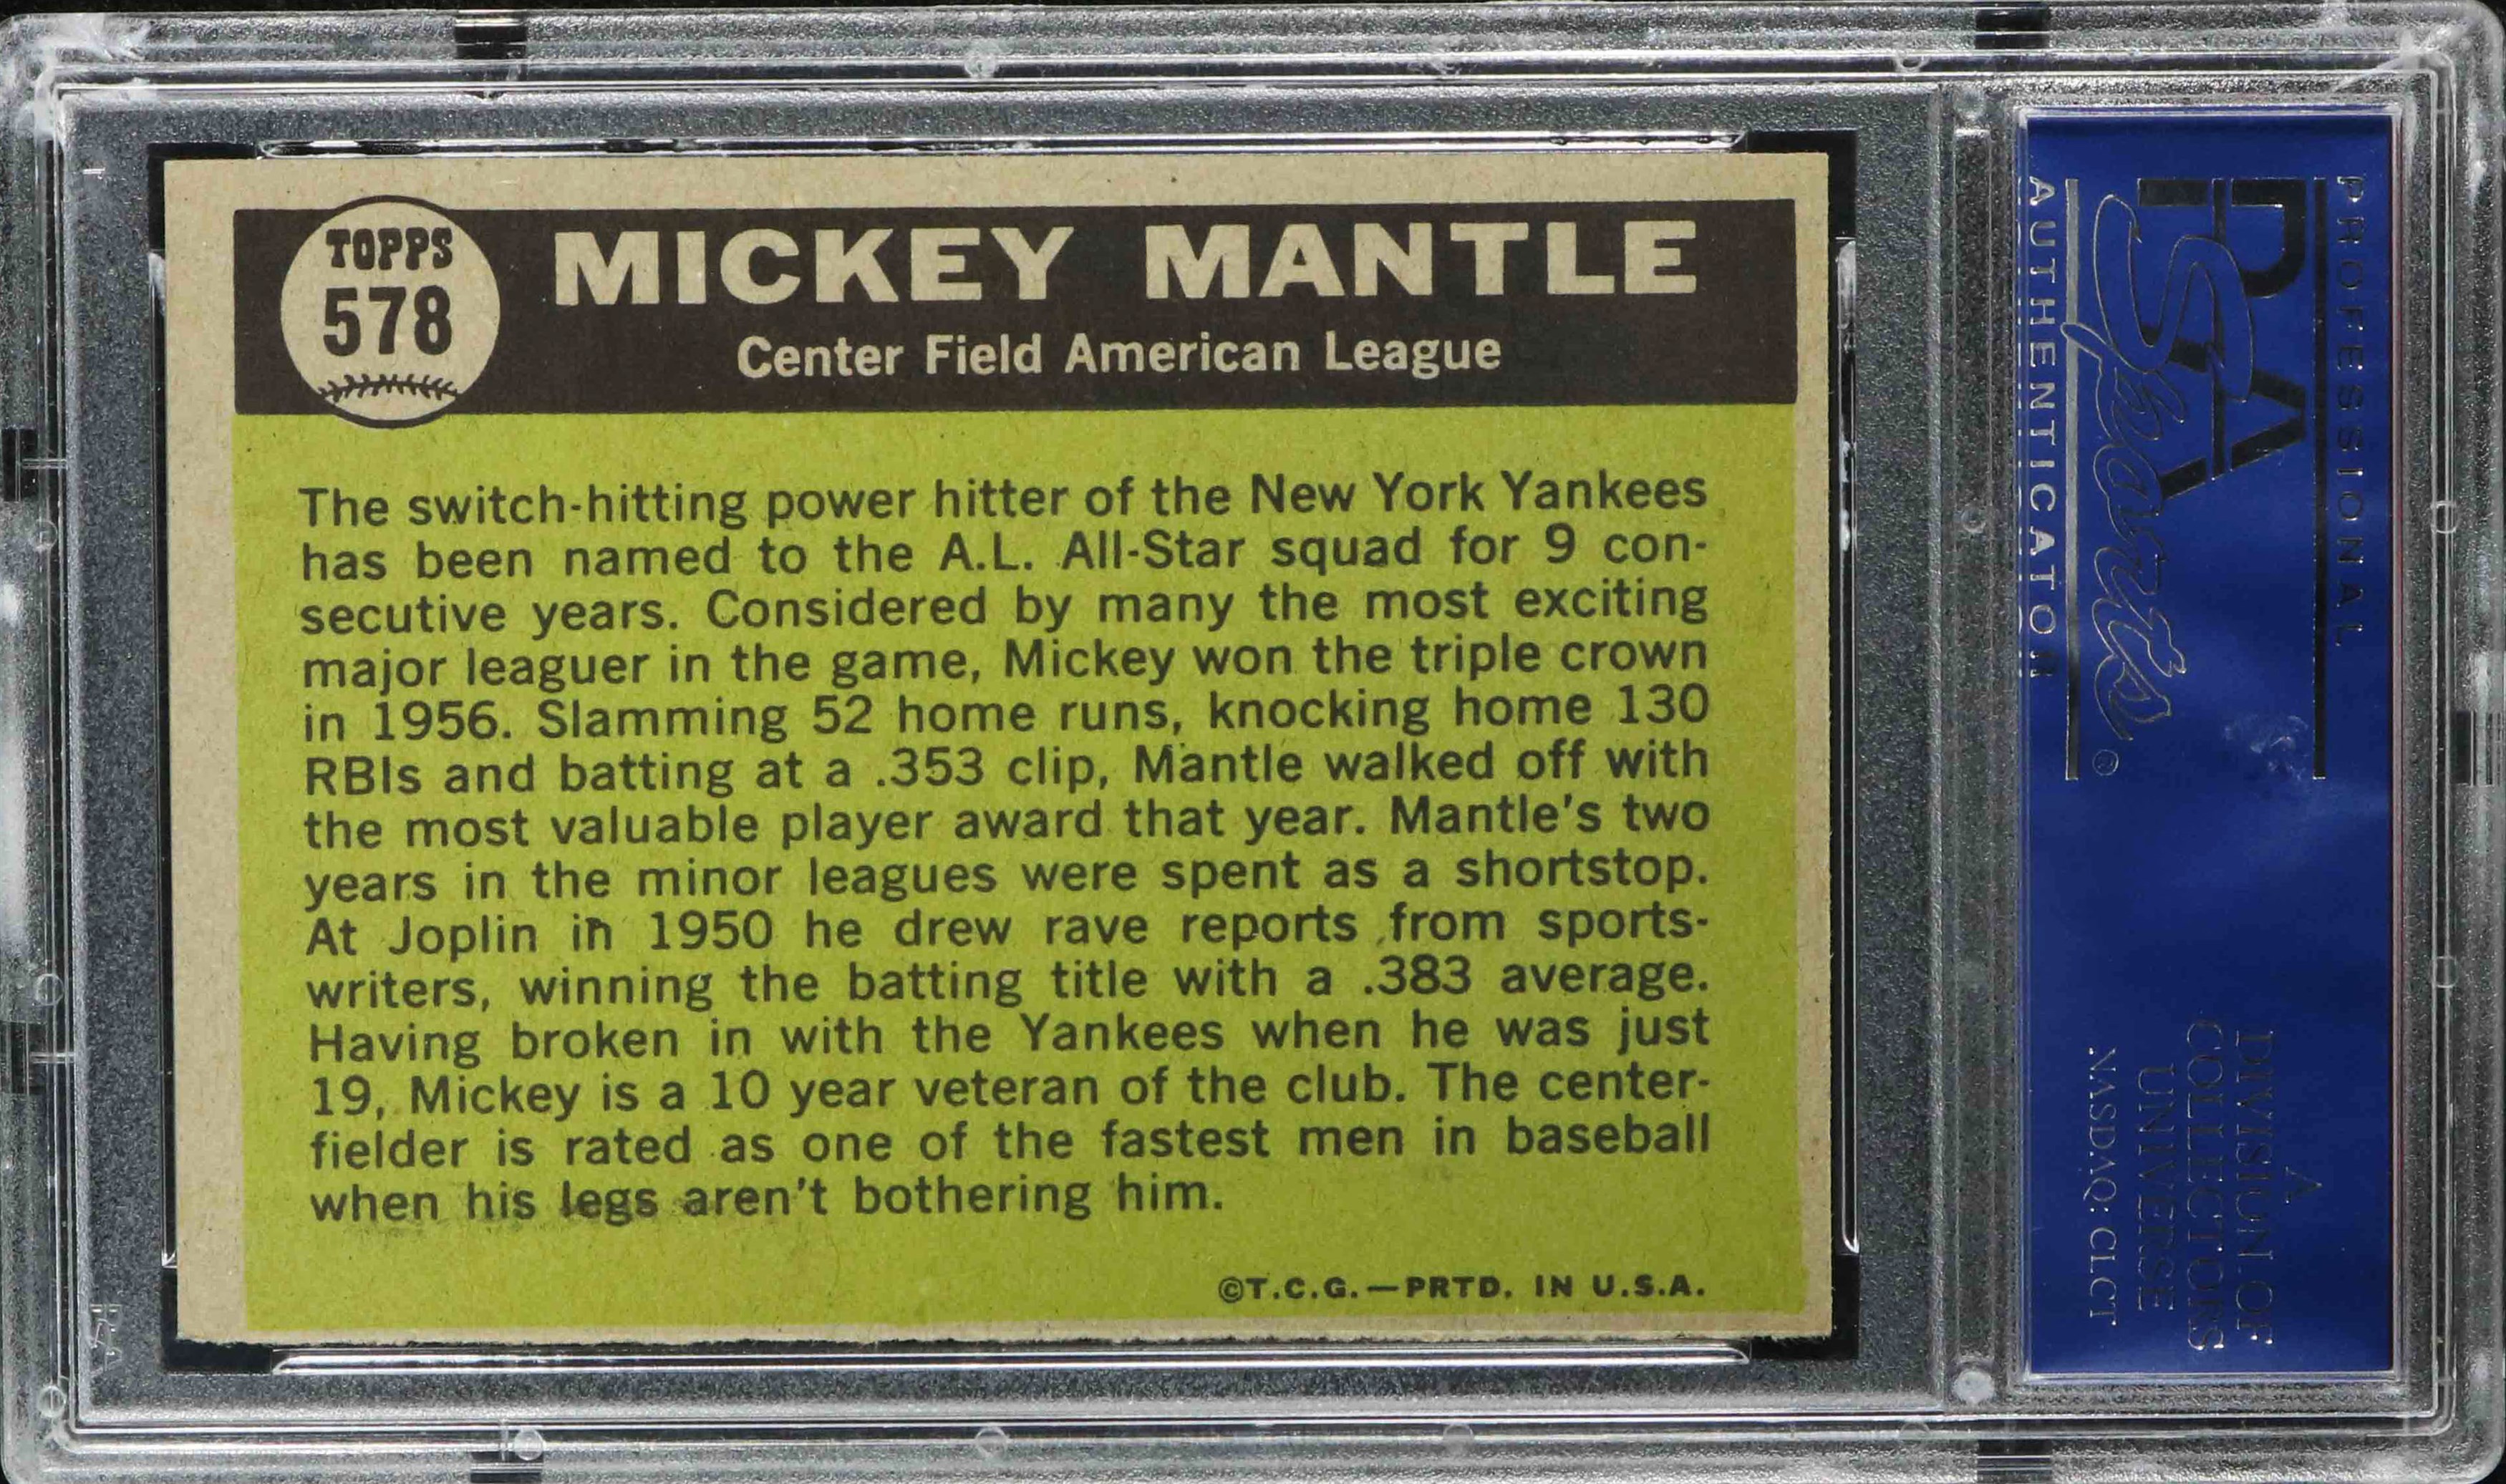 TOPPS
578
MICKEY MANTLE
Center Field American League
The switch-hitting power hitter of the New York Yankees
has been named to the A.L. All-Star squad for 9 con-
secutive years. Considered by many the most exciting
major leaguer in the game, Mickey won the triple crown
in 1956. Slamming 52 home runs, knocking home 130
RBIs and batting at a .353 clip, Mantle walked off with
the most valuable player award that year. Mantle's two
years in the minor leagues were spent as a shortstop.
At Joplin in 1950 he drew rave reports from sports-
writers, winning the batting title with a .383 average.
Having broken in with the Yankees when he was just
19, Mickey is a 10 year veteran of the club. The center-
fielder is rated as one of the fastest men in baseball
when his legs aren't bothering him.
©T.C.G.—PRTD. IN U.S.A.
PROFESSIONAL
PSA
Sports®
AUTHENTICATOR
A
DIVISION OF
COLLECTORS
UNIVERSE
NASDAQ: CLCT
PSA